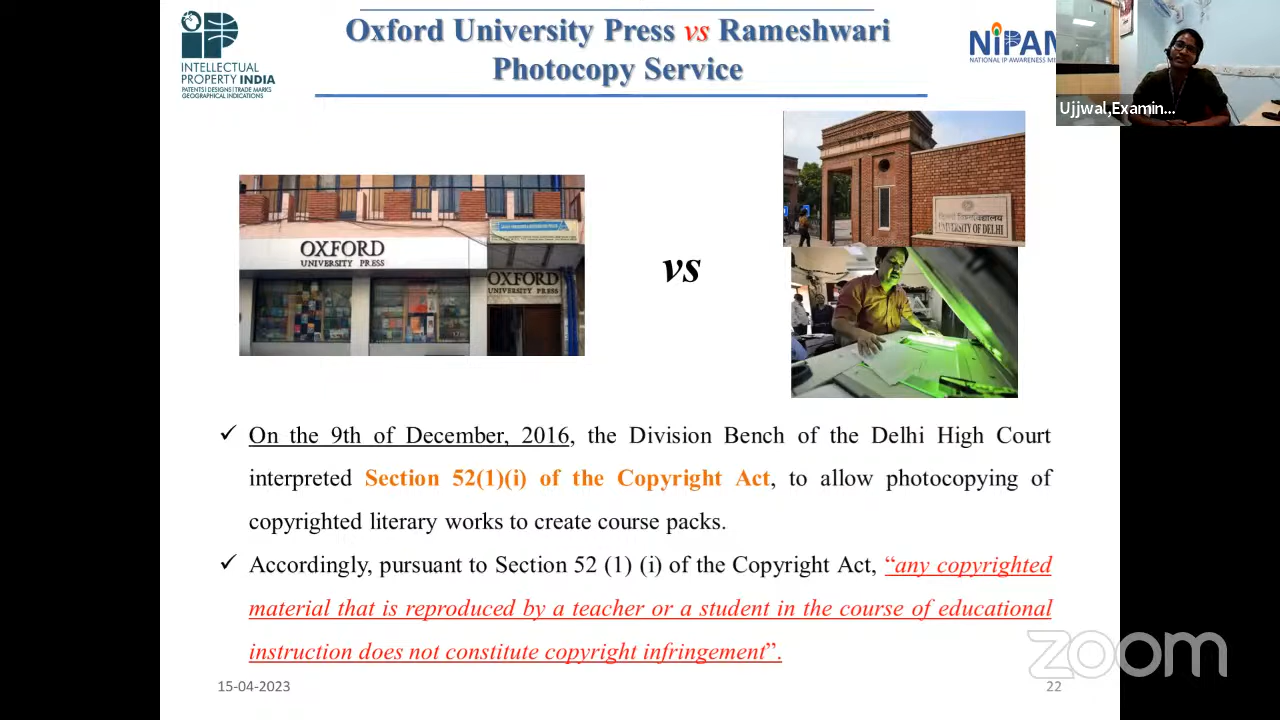 Oxford University Press vs Rameshwari
Photocopy Service
INTELLECTUAL
PROPERTY INDIA
PATENTS | DESIGNS | TRADE MARKS
GEOGRAPHICAL INDICATIONS
NiPAM
NATIONAL IP AWARENESS
Ujjwal,Examin...
OXFORD
UNIVERSITY PRESS
OXFORD
UNIVERSITY PRESS
vs
UNIVERSITY OF DELHI
✓ On the 9th of December, 2016, the Division Bench of the Delhi High Court
interpreted Section 52(1)(i) of the Copyright Act, to allow photocopying of
copyrighted literary works to create course packs.
✓ Accordingly, pursuant to Section 52 (1) (i) of the Copyright Act, “any copyrighted
material that is reproduced by a teacher or a student in the course of educational
instruction does not constitute copyright infringement”.
zoom
15-04-2023
22